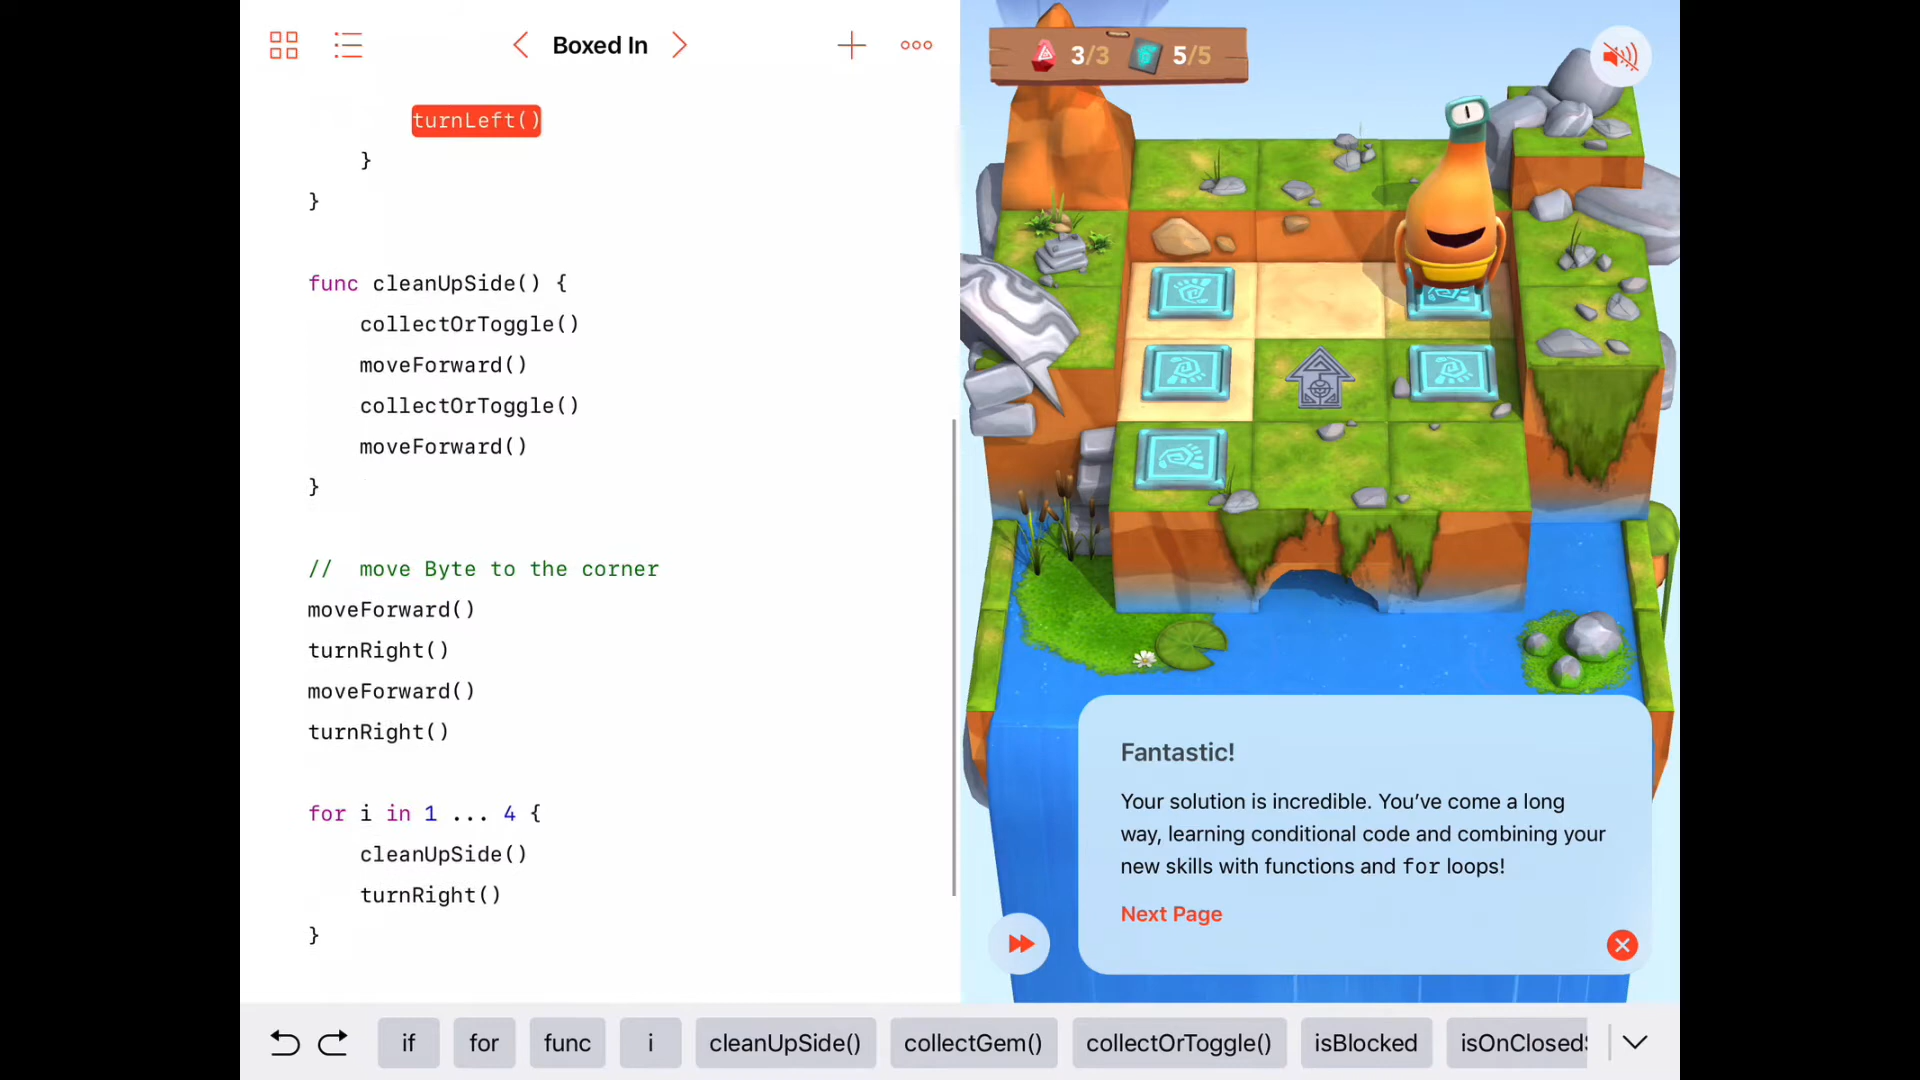 Boxed In
turnLeft()
}
}
func cleanUpSide() {
collectOrToggle()
moveForward()
collectOrToggle()
moveForward()
}
// move Byte to the corner
moveForward()
turnRight()
moveForward()
turnRight()
for i in 1 ... 4 {
cleanUpSide()
turnRight()
}
3/3 5/5
Fantastic!
Your solution is incredible. You’ve come a long
way, learning conditional code and combining your
new skills with functions and for loops!
Next Page
if for func i cleanUpSide() collectGem() collectOrToggle() isBlocked